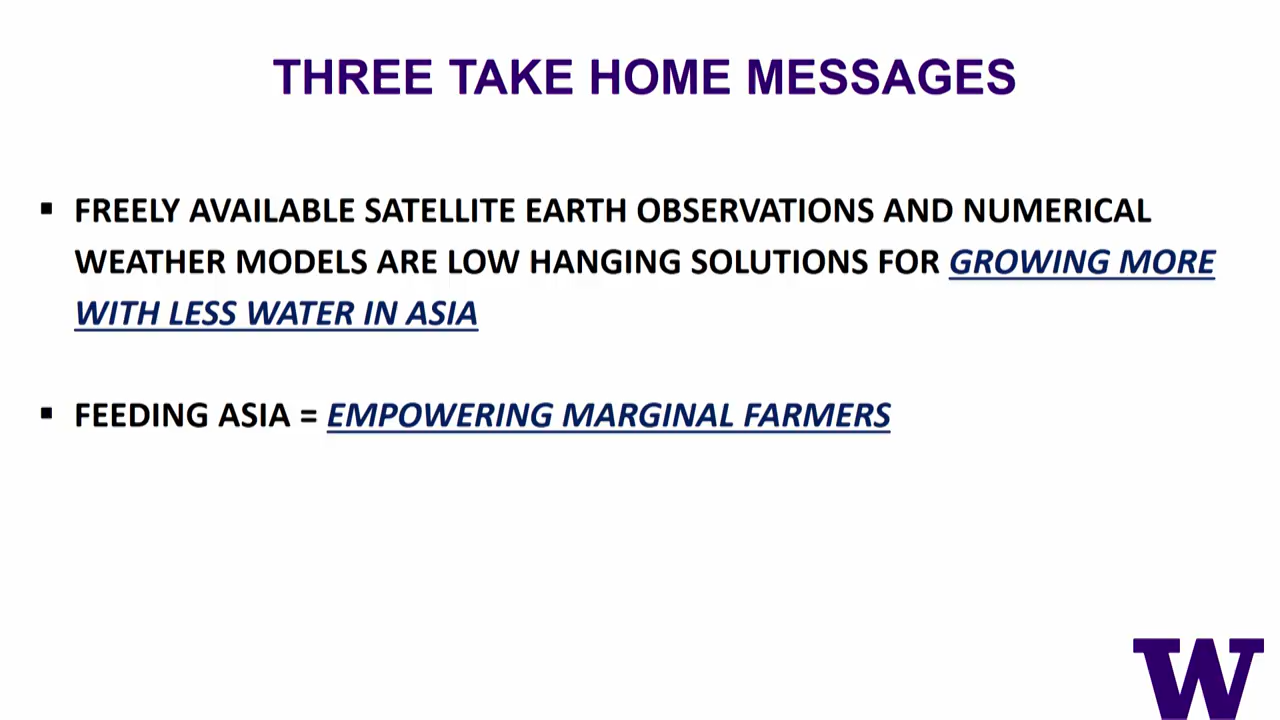 THREE TAKE HOME MESSAGES
▪ FREELY AVAILABLE SATELLITE EARTH OBSERVATIONS AND NUMERICAL
WEATHER MODELS ARE LOW HANGING SOLUTIONS FOR GROWING MORE
WITH LESS WATER IN ASIA
▪ FEEDING ASIA = EMPOWERING MARGINAL FARMERS
W